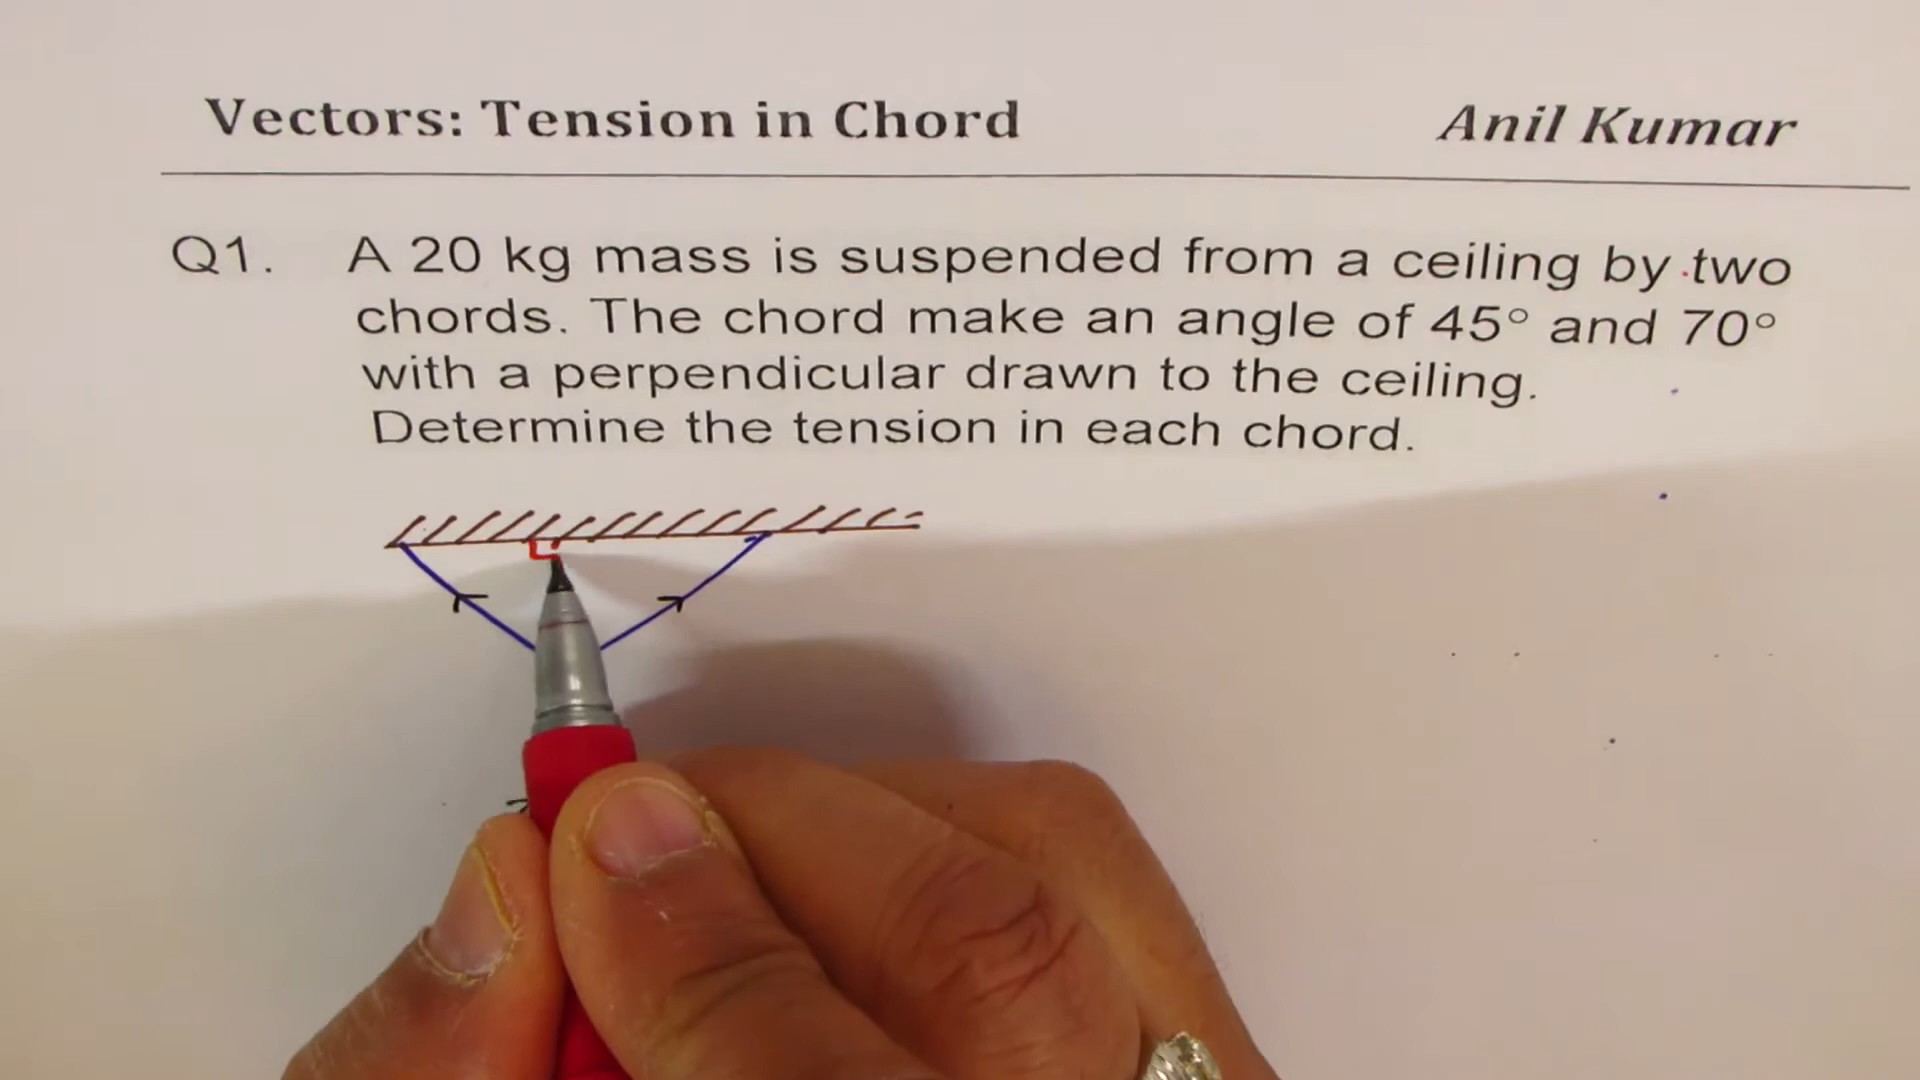 Vectors: Tension in Chord Anil Kumar
Q1. A 20 kg mass is suspended from a ceiling by two
chords. The chord make an angle of 45° and 70°
with a perpendicular drawn to the ceiling.
Determine the tension in each chord.